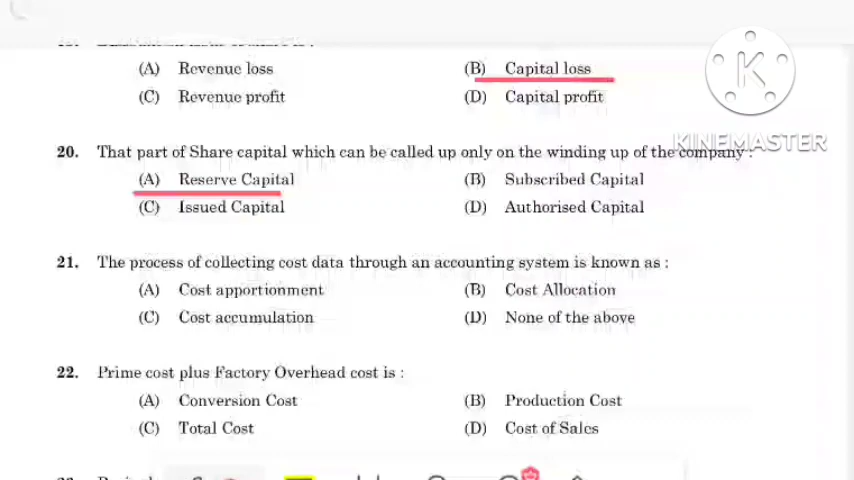 (A) Revenue loss (B) Capital loss
(C) Revenue profit (D) Capital profit
KINEMASTER
20. That part of Share capital which can be called up only on the winding up of the company :
(A) Reserve Capital (B) Subscribed Capital
(C) Issued Capital (D) Authorised Capital
21. The process of collecting cost data through an accounting system is known as :
(A) Cost apportionment (B) Cost Allocation
(C) Cost accumulation (D) None of the above
22. Prime cost plus Factory Overhead cost is :
(A) Conversion Cost (B) Production Cost
(C) Total Cost (D) Cost of Sales